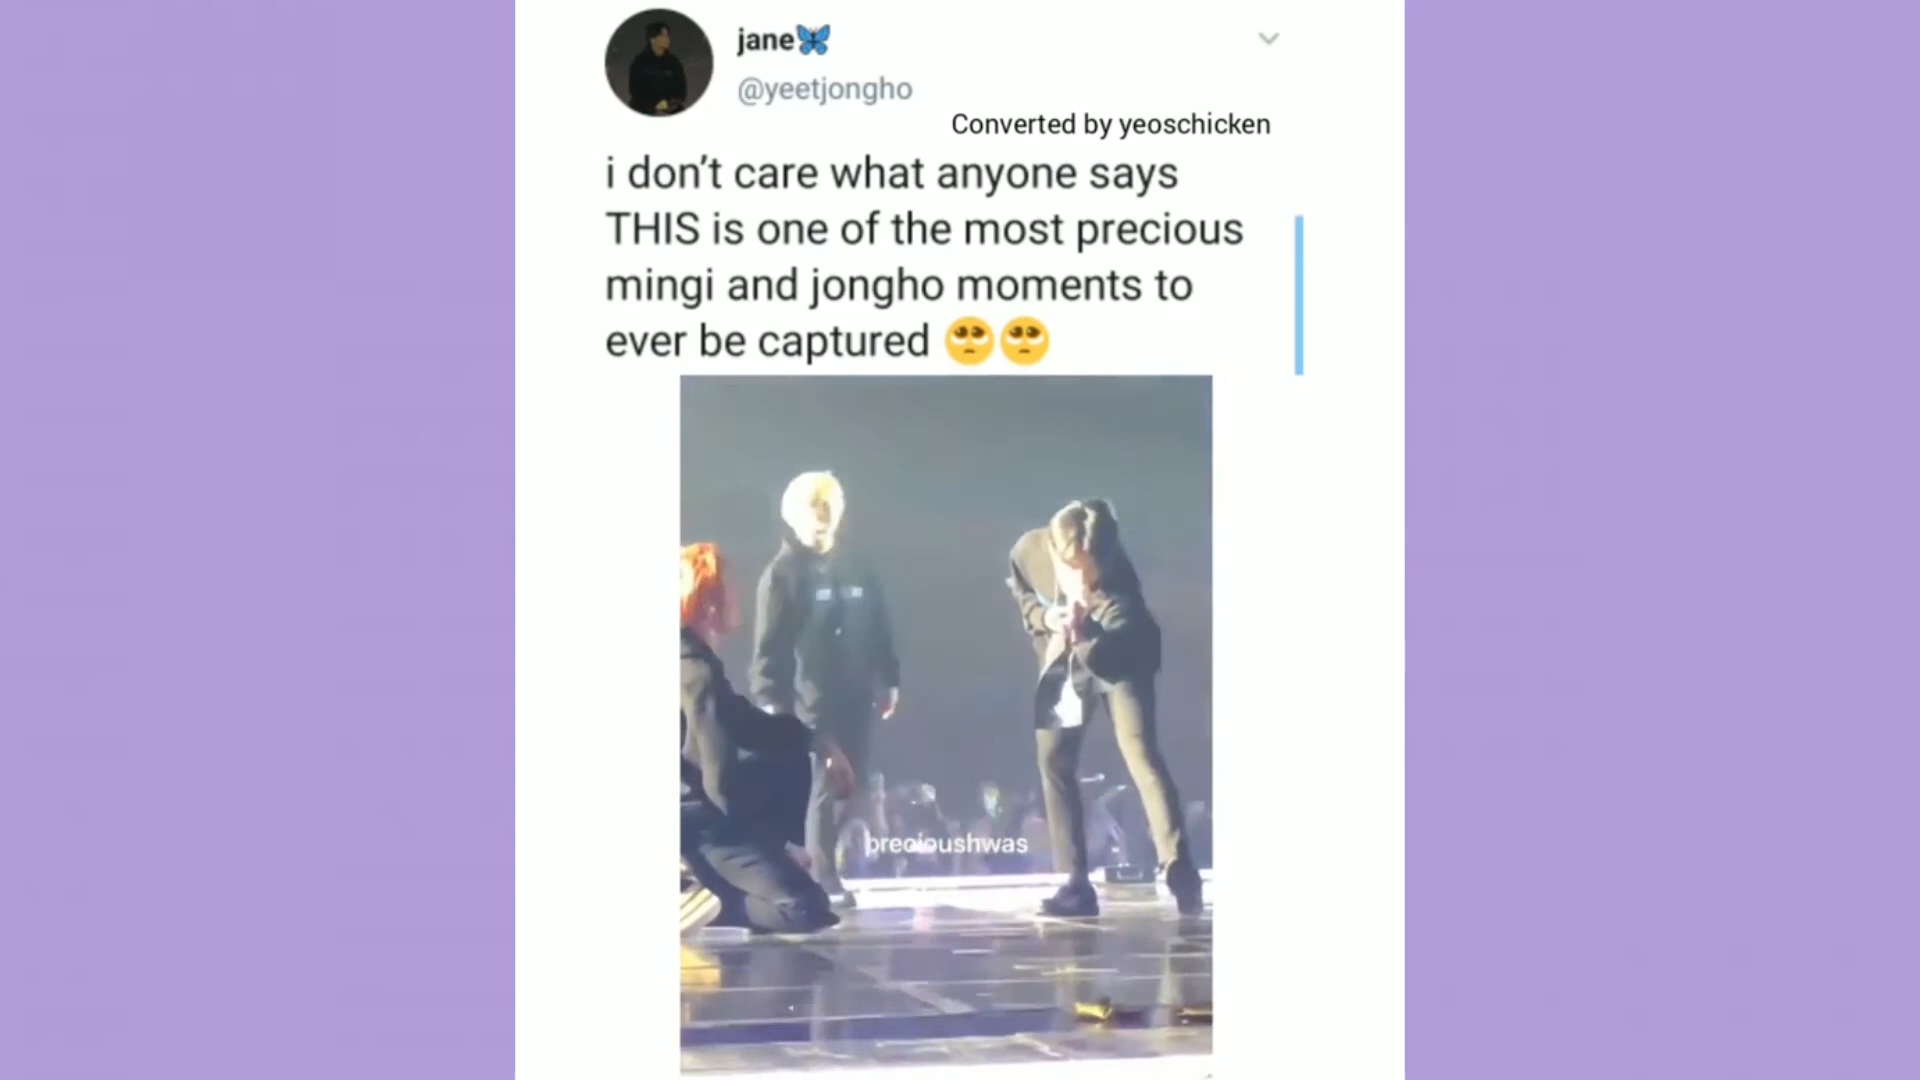 jane🦋
@yeetjongho
Converted by yeoschicken
i don't care what anyone says
THIS is one of the most precious
mingi and jongho moments to
ever be captured 🥺🥺
precioushwas